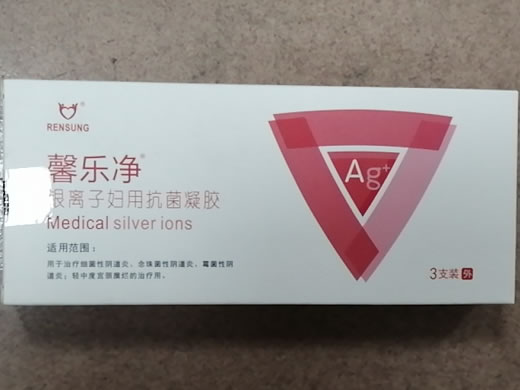 RENSUNG
馨乐净®
银离子妇用抗菌凝胶
Medical silver ions
适用范围：
用于治疗细菌性阴道炎、念珠菌性阴道炎、霉菌性阴
道炎；轻中度宫颈糜烂的治疗用。
Ag+
3支装 外